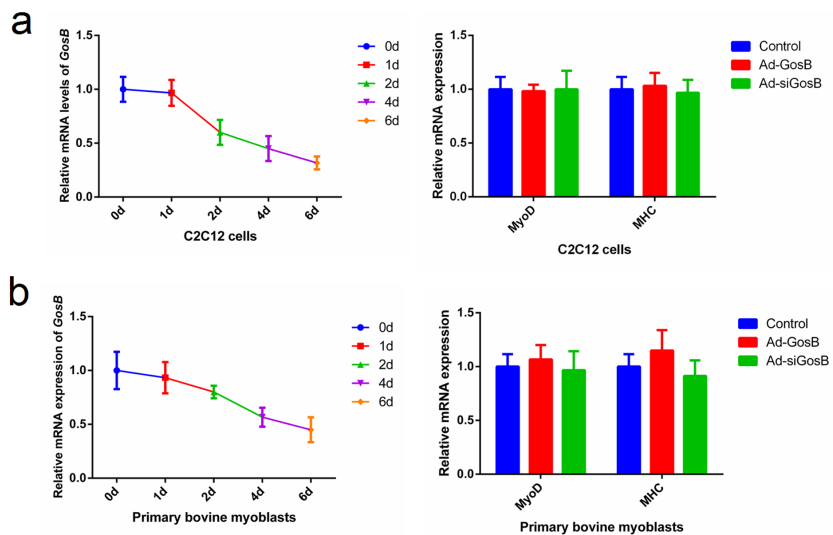 a
Relative mRNA levels of GosB
1.5
1.0
0.5
0.0
0d
1d
2d
4d
6d
C2C12 cells
0d
1d
2d
4d
6d
Relative mRNA expression
1.5
1.0
0.5
0.0
MyoD
MHC
C2C12 cells
Control
Ad-GosB
Ad-siGosB
b
Relative mRNA expression of GosB
1.5
1.0
0.5
0.0
0d
1d
2d
4d
6d
Primary bovine myoblasts
0d
1d
2d
4d
6d
Relative mRNA expression
1.5
1.0
0.5
0.0
MyoD
MHC
Primary bovine myoblasts
Control
Ad-GosB
Ad-siGosB